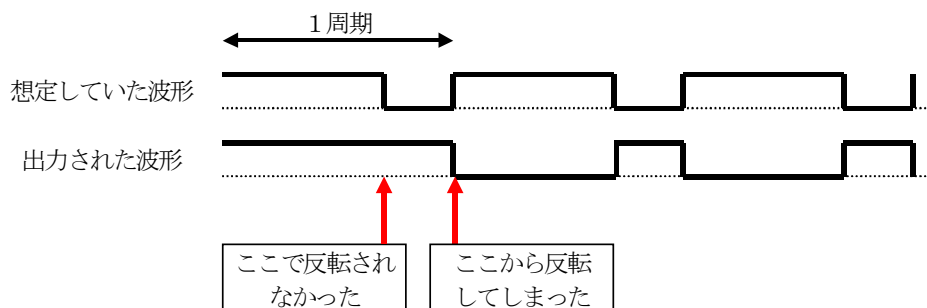 １周期
想定していた波形
出力された波形
ここで反転され
なかった
ここから反転
してしまった